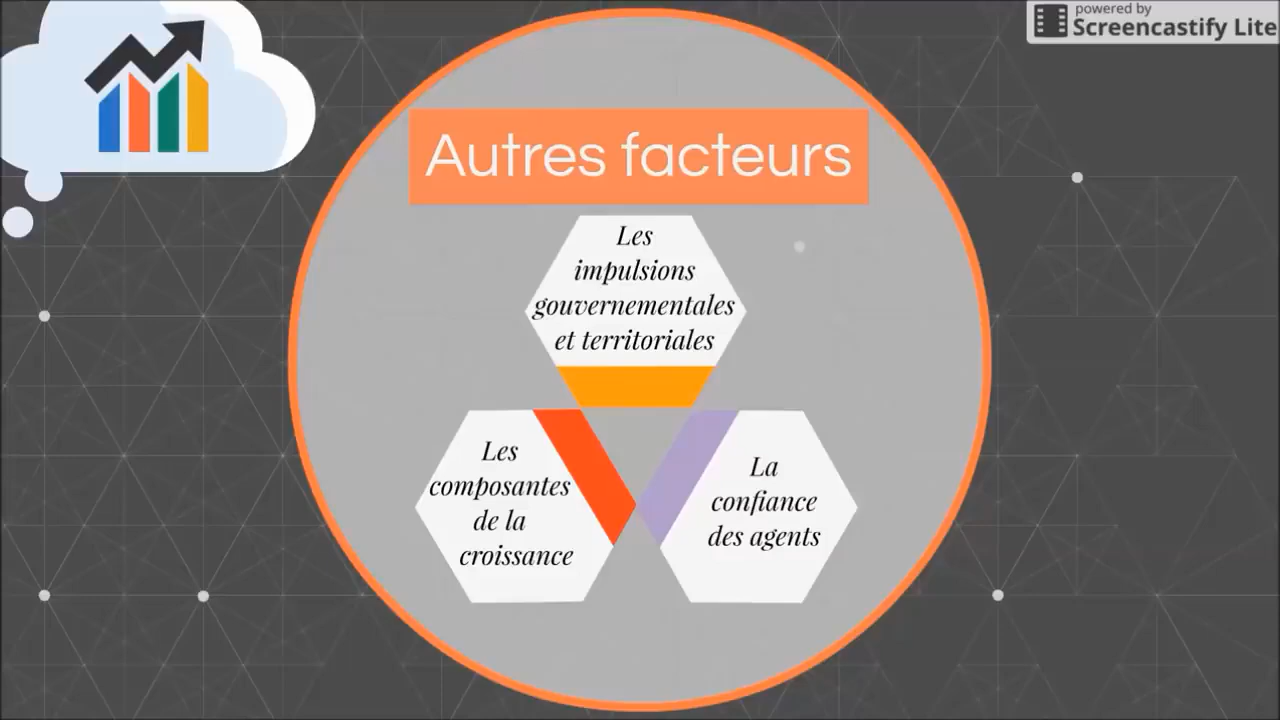 powered by
Screencastify Lite
Autres facteurs
Les
impulsions
gouvernementales
et territoriales
Les
composantes
de la
croissance
La
confiance
des agents